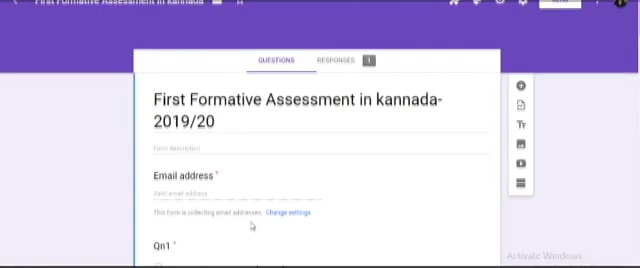 First Formative Assessment in kannada
QUESTIONS RESPONSES 1
First Formative Assessment in kannada-
2019/20
Form description
Email address *
Valid email address
This form is collecting email addresses. Change settings
Qn1 *
Tr
Activate Windows